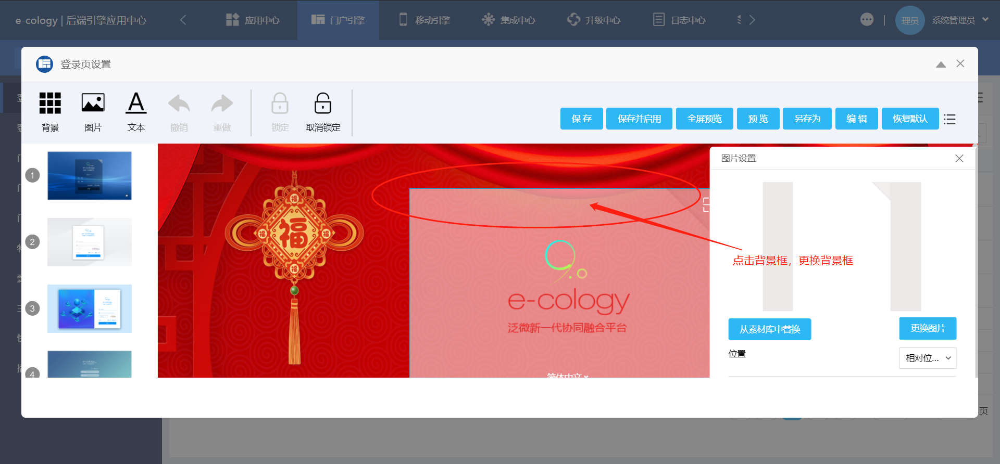 e-cology | 后端引擎应用中心
应用中心
门户引擎
移动引擎
集成中心
升级中心
日志中心
理员
系统管理员
登录页设置
背景
图片
文本
撤销
重做
锁定
取消锁定
保 存
保存并启用
全屏预览
预 览
另存为
编 辑
恢复默认
1
2
3
4
福
福
福
福
福
e-cology
泛微新一代协同融合平台
简体中文
图片设置
点击背景框，更换背景框
从素材库中替换
更换图片
位置
相对位...
页